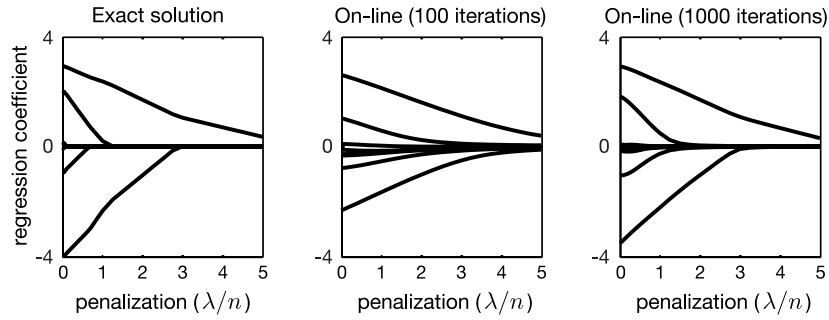 Exact solution
On-line (100 iterations)
On-line (1000 iterations)
regression coefficient
4
0
-4
0 1 2 3 4 5
penalization (λ/n)
4
0
-4
0 1 2 3 4 5
penalization (λ/n)
4
0
-4
0 1 2 3 4 5
penalization (λ/n)